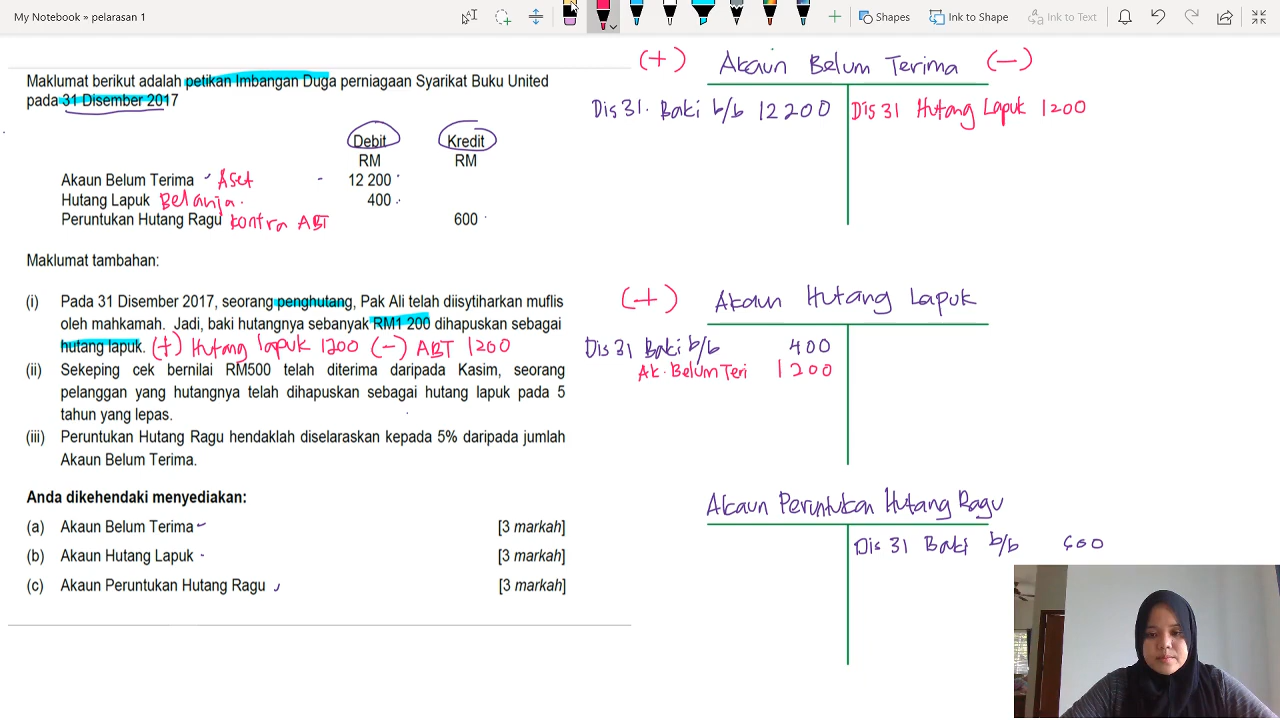 MyNotebook » pelarasan 1
Shapes
Ink to Shape
Ink to Text
Maklumat berikut adalah petikan Imbangan Duga perniagaan Syarikat Buku United
pada 31 Disember 2017
Debit Kredit
RM RM
Akaun Belum Terima Aset 12 200
Hutang Lapuk Belanja. 400
Peruntukan Hutang Ragu kontra ABT 600
Maklumat tambahan:
(i) Pada 31 Disember 2017, seorang penghutang, Pak Ali telah diisytiharkan muflis
oleh mahkamah. Jadi, baki hutangnya sebanyak RM1 200 dihapuskan sebagai
hutang lapuk. (+) Hutang lapuk 1200 (-) ABT 1200
(ii) Sekeping cek bernilai RM500 telah diterima daripada Kasim, seorang
pelanggan yang hutangnya telah dihapuskan sebagai hutang lapuk pada 5
tahun yang lepas.
(iii) Peruntukan Hutang Ragu hendaklah diselaraskan kepada 5% daripada jumlah
Akaun Belum Terima.
Anda dikehendaki menyediakan:
(a) Akaun Belum Terima [3 markah]
(b) Akaun Hutang Lapuk [3 markah]
(c) Akaun Peruntukan Hutang Ragu [3 markah]
(+) Akaun Belum Terima (-)
Dis 31. Baki b/b 12 200 Dis 31 Hutang Lapuk 1200
(+) Akaun Hutang Lapuk
Dis 31 Baki b/b 400
Ak. Belum Teri 1200
Akaun Peruntukan Hutang Ragu
Dis 31 Baki b/b 600